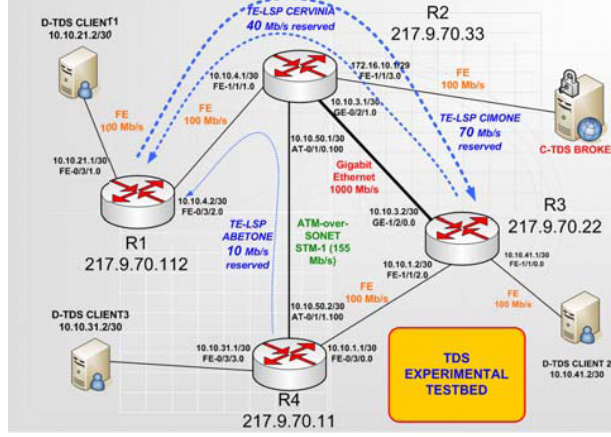 D-TDS CLIENT1
10.10.21.2/30
TE-LSP CERVINIA
40 Mb/s
reserved
R2
217.9.70.33
172.16.10.1/29
FE-1/1/3.0
FE
100 Mb/s
10.10.4.1/30
FE-1/1/1.0
FE
100 Mb/s
FE
100 Mb/s
10.10.3.1/30
GE-0/2/1.0
TE-LSP CIMONE
70 Mb/s
reserved
C-TDS BROKE
10.10.50.1/30
AT-0/1/0.100
10.10.21.1/30
FE-0/3/1.0
Gigabit
Ethernet
1000 Mb/s
R3
217.9.70.22
10.10.4.2/30
FE-0/3/2.0
R1
217.9.70.112
TE-LSP
ABETONE
10 Mb/s
reserved
ATM-over-
SONET
STM-1 (155
Mb/s)
10.10.3.2/30
GE-1/2/0.0
10.10.1.2/30
FE-1/1/2.0
10.10.41.1/30
FE-1/1/0.0
FE
100 Mb/s
FE
100 Mb/s
D-TDS CLIENT3
10.10.31.2/30
10.10.50.2/30
AT-0/1/1.100
10.10.31.1/30
FE-0/3/3.0
10.10.1.1/30
FE-0/3/0.0
R4
217.9.70.11
TDS
EXPERIMENTAL
TESTBED
D-TDS CLIENT 2
10.10.41.2/30